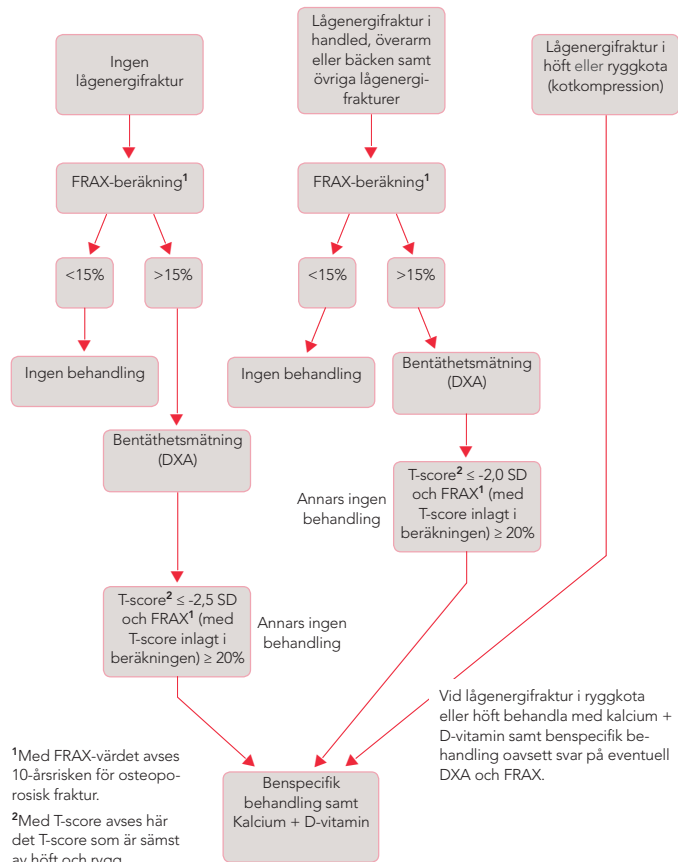 Ingen
lågenergifraktur
Lågenergifraktur i
handled, överarm
eller bäcken samt
övriga lågenergi-
frakturer
Lågenergifraktur i
höft eller ryggkota
(kotkompression)
FRAX-beräkning¹
FRAX-beräkning¹
<15%
>15%
<15%
>15%
Ingen behandling
Ingen behandling
Bentäthetsmätning
(DXA)
Bentäthetsmätning
(DXA)
Annars ingen
behandling
T-score² ≤ -2,0 SD
och FRAX¹ (med
T-score inlagt i
beräkningen) ≥ 20%
T-score² ≤ -2,5 SD
och FRAX¹ (med
T-score inlagt i
beräkningen) ≥ 20%
Annars ingen
behandling
Vid lågenergifraktur i ryggkota
eller höft behandla med kalcium +
D-vitamin samt benspecifik be-
handling oavsett svar på eventuell
DXA och FRAX.
¹Med FRAX-värdet avses
10-årsrisken för osteopo-
rosisk fraktur.
²Med T-score avses här
det T-score som är sämst
av höft och rygg
Benspecifik
behandling samt
Kalcium + D-vitamin